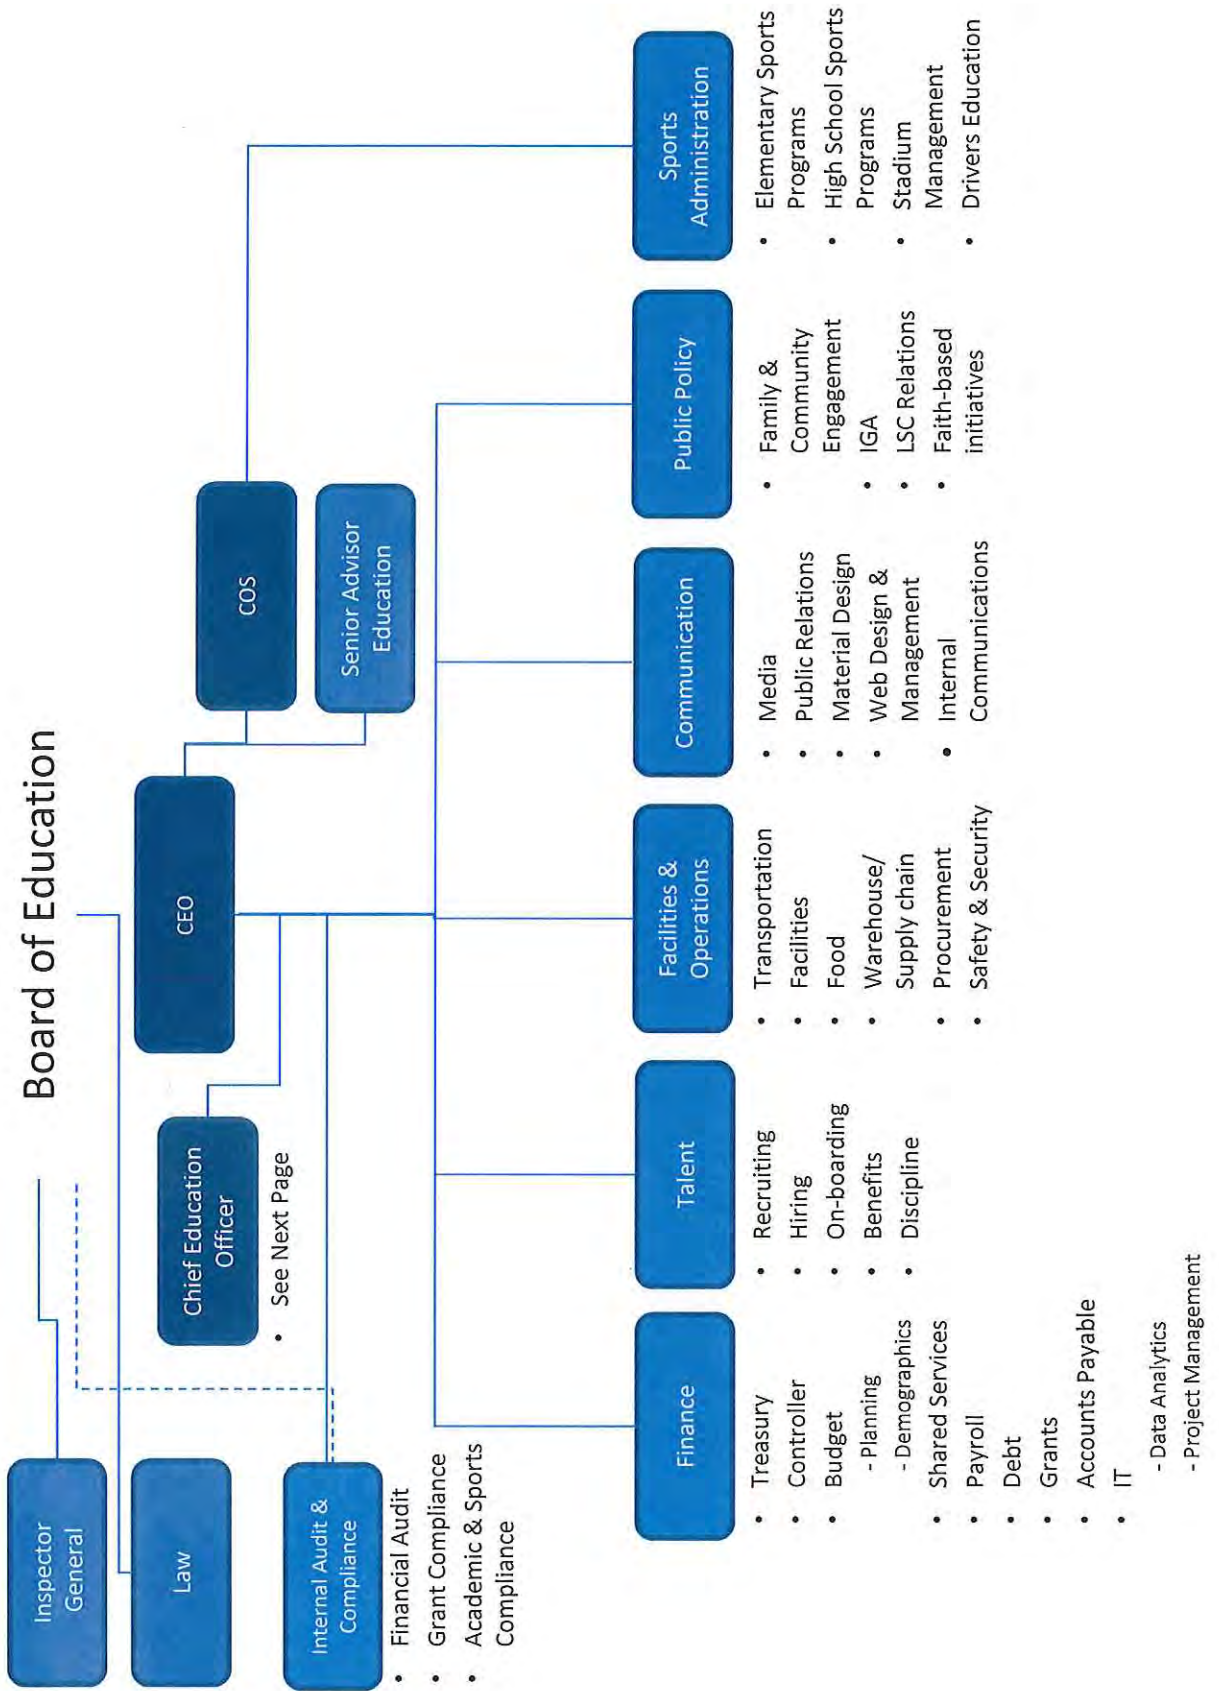 Board of Education
Inspector
General
Law
Internal Audit &
Compliance
• Financial Audit
• Grant Compliance
• Academic & Sports
Compliance
CEO
Chief Education
Officer
• See Next Page
COS
Senior Advisor
Education
Finance
• Treasury
• Controller
• Budget
- Planning
- Demographics
• Shared Services
• Payroll
• Debt
• Grants
• Accounts Payable
• IT
- Data Analytics
- Project Management
Talent
• Recruiting
• Hiring
• On-boarding
• Benefits
• Discipline
Facilities &
Operations
• Transportation
• Facilities
• Food
• Warehouse/
Supply chain
• Procurement
• Safety & Security
Communication
• Media
• Public Relations
• Material Design
• Web Design &
Management
• Internal
Communications
Public Policy
• Family &
Community
Engagement
• IGA
• LSC Relations
• Faith-based
initiatives
Sports
Administration
• Elementary Sports
Programs
• High School Sports
Programs
• Stadium
Management
• Drivers Education